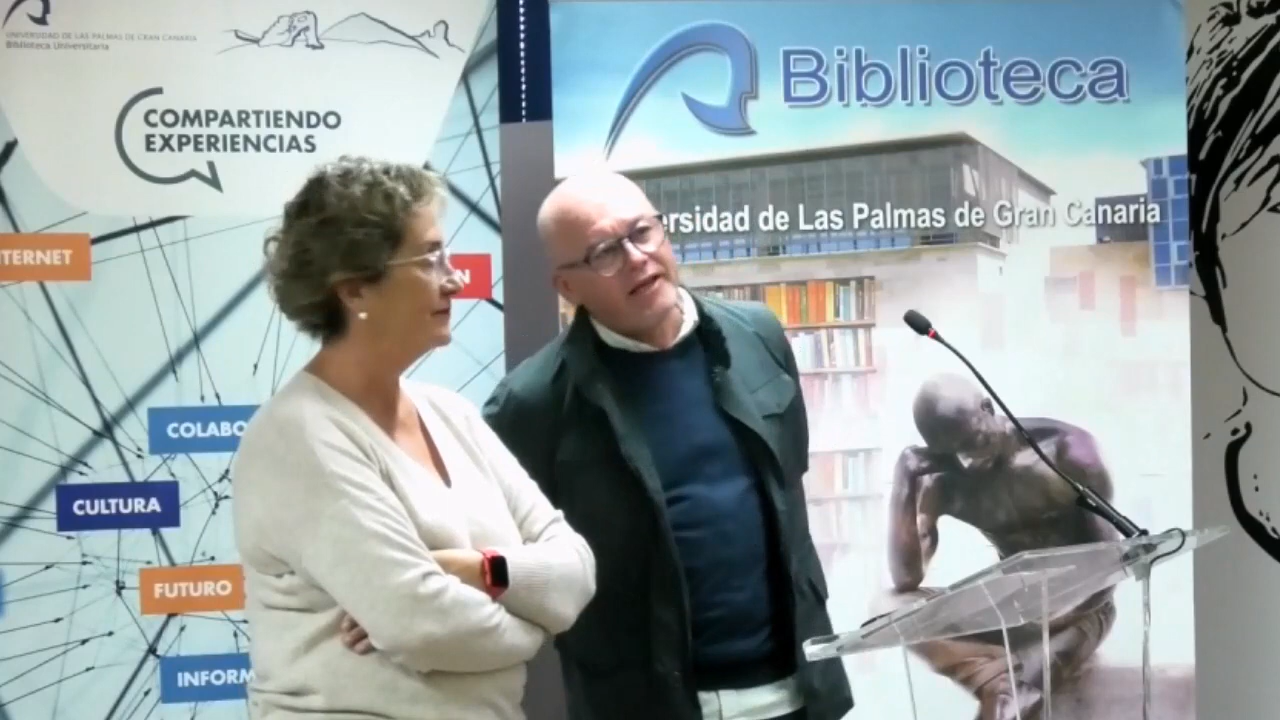 UNIVERSIDAD DE LAS PALMAS DE GRAN CANARIA
Biblioteca Universitaria
COMPARTIENDO
EXPERIENCIAS
TERNET
N
COLABO
CULTURA
FUTURO
INFORM
Biblioteca
ersidad de Las Palmas de Gran Canaria